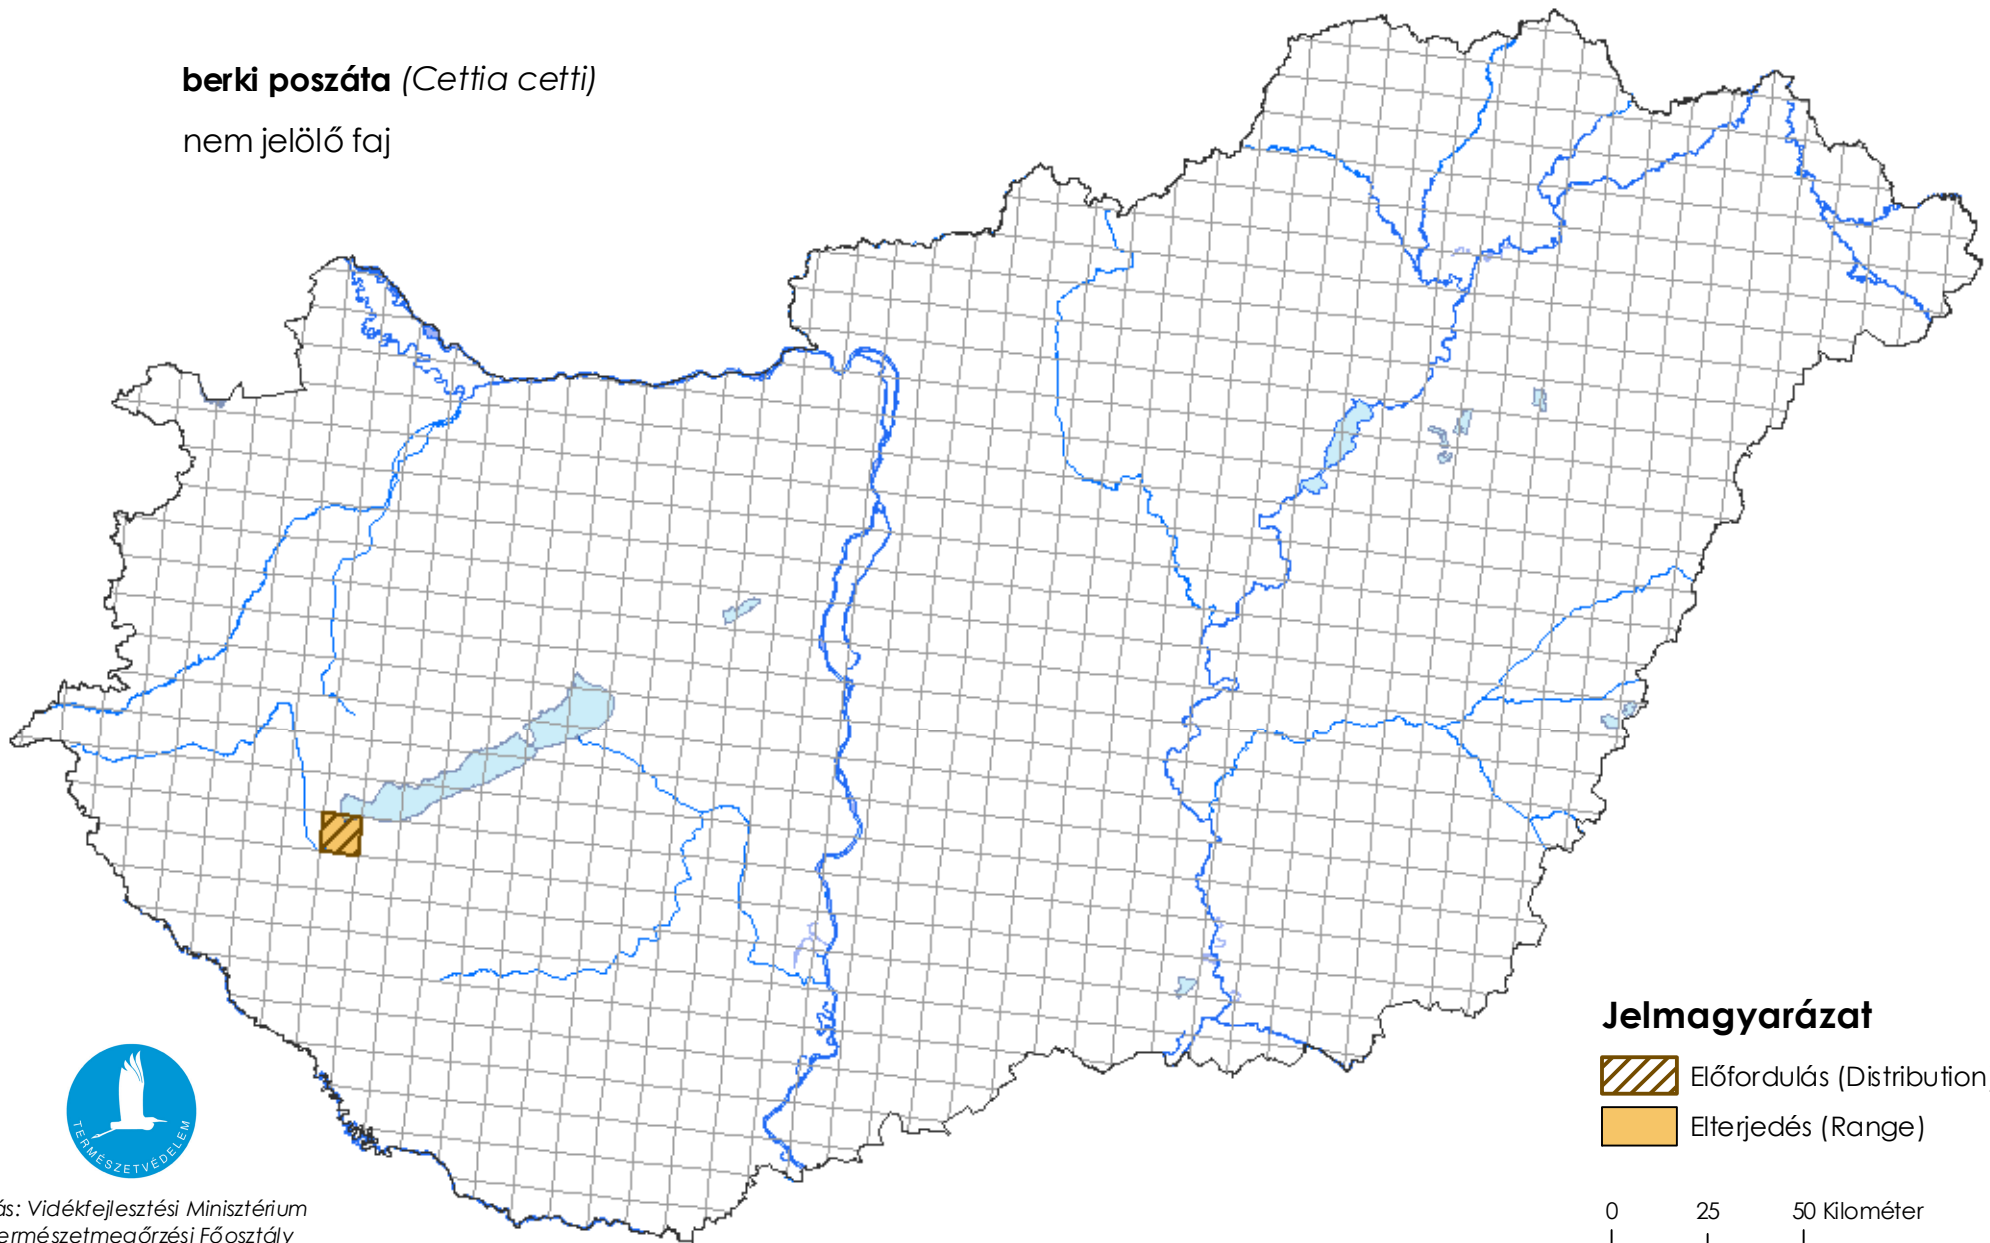 berki poszáta (Cettia cetti)
nem jelölő faj
Jelmagyarázat
Előfordulás (Distribution
Elterjedés (Range)
0 25 50 Kilométer
TERMÉSZETVÉDELEM
ás: Vidékfejlesztési Minisztérium
ermészetmegőrzési Főosztály